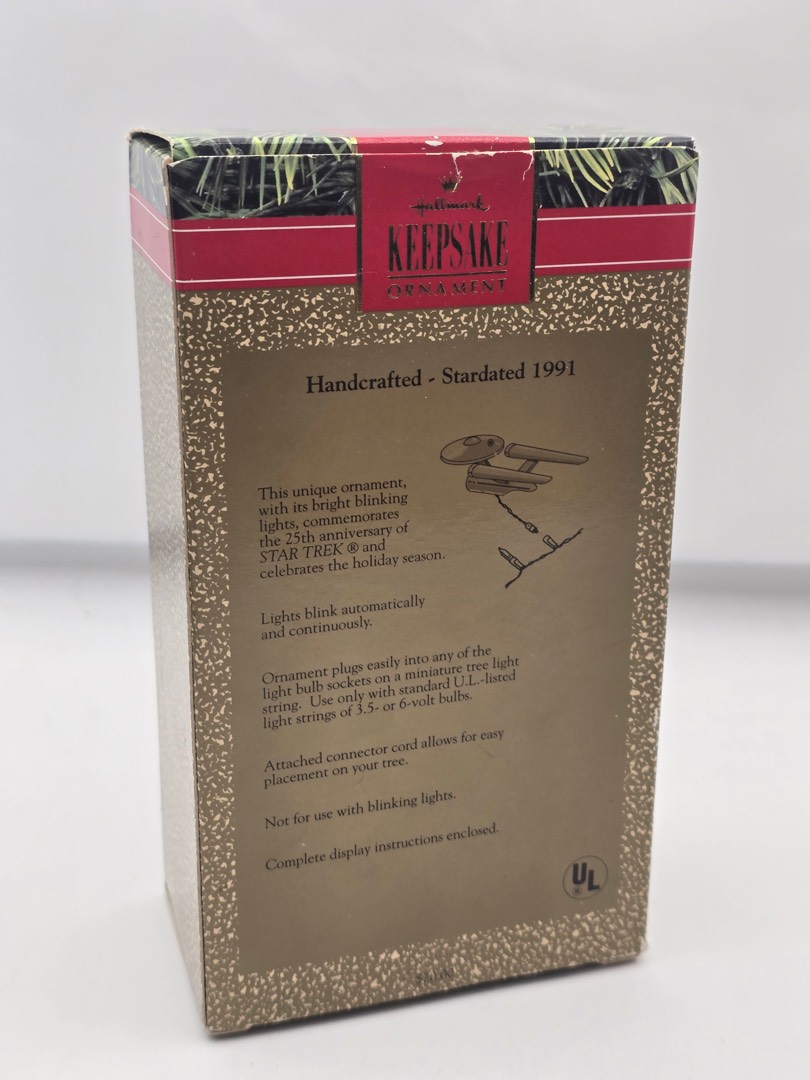 Hallmark
KEEPSAKE
ORNAMENT
Handcrafted - Stardated 1991
This unique ornament,
with its bright blinking
lights, commemorates
the 25th anniversary of
STAR TREK ® and
celebrates the holiday season.
Lights blink automatically
and continuously.
Ornament plugs easily into any of the
light bulb sockets on a miniature tree light
string. Use only with standard U.L.-listed
light strings of 3.5- or 6-volt bulbs.
Attached connector cord allows for easy
placement on your tree.
Not for use with blinking lights.
Complete display instructions enclosed.
UL
®